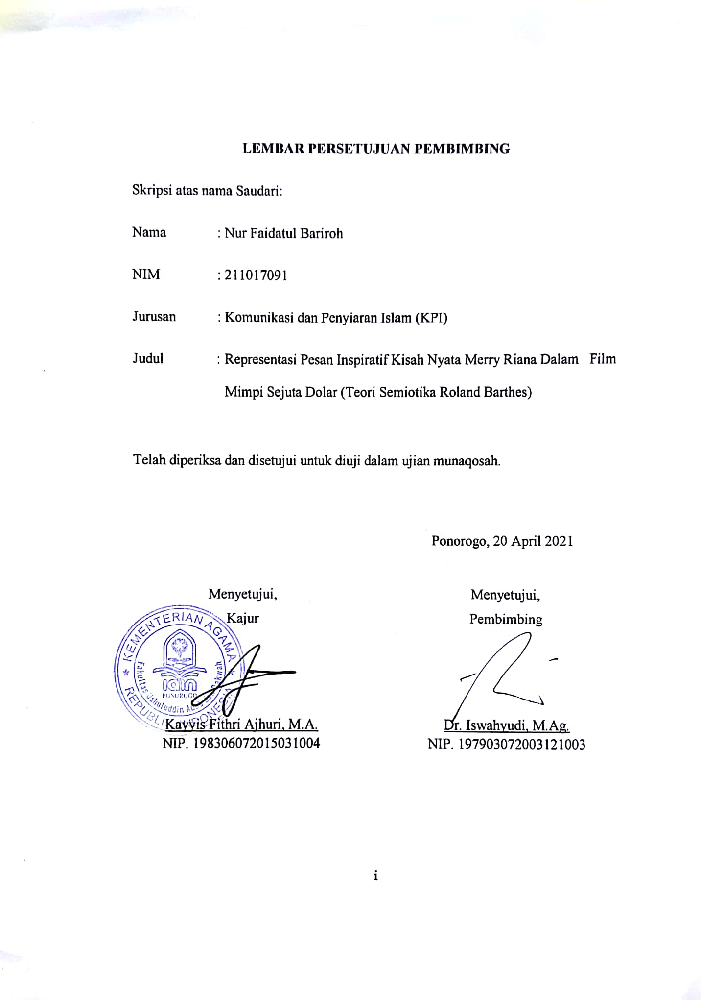 LEMBAR PERSETUJUAN PEMBIMBING
Skripsi atas nama Saudari:
Nama : Nur Faidatul Bariroh
NIM : 211017091
Jurusan : Komunikasi dan Penyiaran Islam (KPI)
Judul : Representasi Pesan Inspiratif Kisah Nyata Merry Riana Dalam Film
Mimpi Sejuta Dolar (Teori Semiotika Roland Barthes)
Telah diperiksa dan disetujui untuk diuji dalam ujian munaqosah.
Ponorogo, 20 April 2021
Menyetujui,
Kajur
KEMENTERIAN AGAMA
REPUBLIK INDONESIA
Fakultas Ushuluddin
iain
PONOROGO
Kayyis Fithri Ajhuri, M.A.
NIP. 198306072015031004
Menyetujui,
Pembimbing
Dr. Iswahyudi, M.Ag.
NIP. 197903072003121003
i